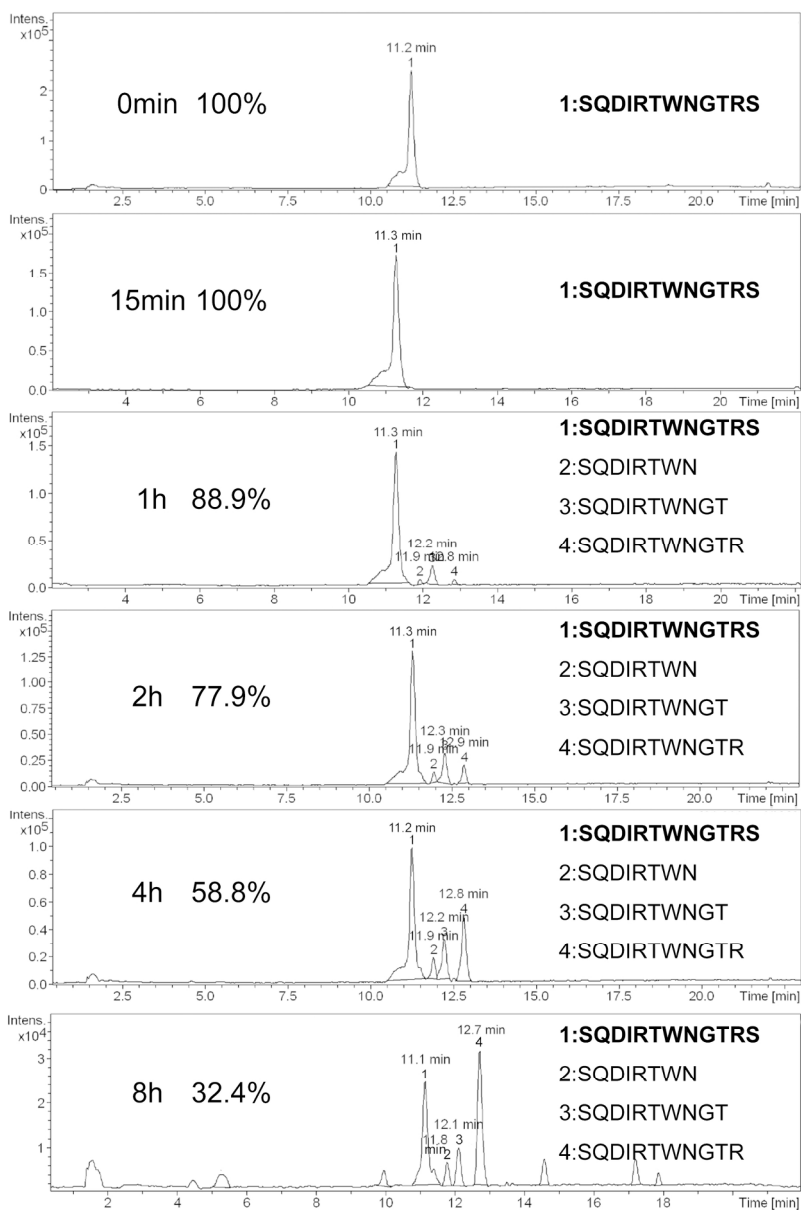 Intens.
x10⁵
11.2 min
1
0min 100%
1:SQDIRTWNGTRS
2
1
0
2.5 5.0 7.5 10.0 12.5 15.0 17.5 20.0 Time [min]
Intens.
x10⁵
11.3 min
1
15min 100%
1:SQDIRTWNGTRS
1.5
1.0
0.5
0.0
4 6 8 10 12 14 16 18 20 Time [min]
Intens.
x10⁵
11.3 min
1
1h 88.9%
1:SQDIRTWNGTRS
2:SQDIRTWN
3:SQDIRTWNGT
4:SQDIRTWNGTR
1.5
1.0
0.5
0.0
12.2 min
11.9 min 12.8 min
2 3 4
4 6 8 10 12 14 16 18 20 Time [min]
Intens.
x10⁵
11.3 min
1
2h 77.9%
1:SQDIRTWNGTRS
2:SQDIRTWN
3:SQDIRTWNGT
4:SQDIRTWNGTR
1.25
1.00
0.75
0.50
0.25
0.00
12.3 min
11.9 min 12.9 min
2 3 4
2.5 5.0 7.5 10.0 12.5 15.0 17.5 20.0 Time [min]
Intens.
x10⁵
11.2 min
1
4h 58.8%
1:SQDIRTWNGTRS
2:SQDIRTWN
3:SQDIRTWNGT
4:SQDIRTWNGTR
1.0
0.8
0.6
0.4
0.2
0.0
12.8 min
4
12.2 min
3
11.9 min
2
2.5 5.0 7.5 10.0 12.5 15.0 17.5 20.0 Time [min]
Intens.
x10⁴
12.7 min
4
11.1 min
1
8h 32.4%
1:SQDIRTWNGTRS
2:SQDIRTWN
3:SQDIRTWNGT
4:SQDIRTWNGTR
3
2
1
12.1 min
11.8 min
2 3
2 4 6 8 10 12 14 16 18 Time [min]